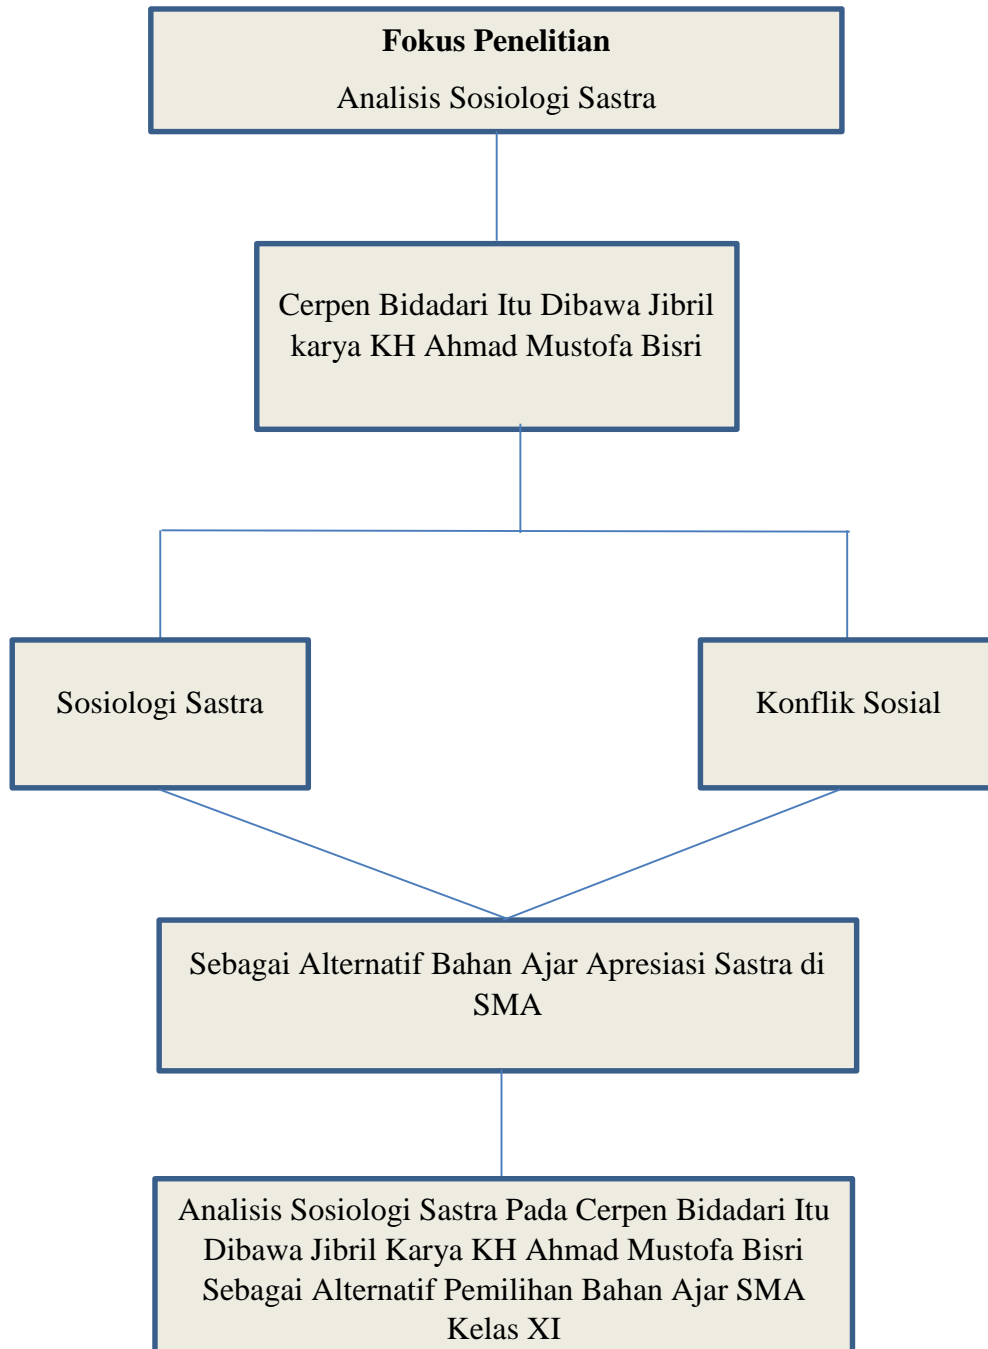 Fokus Penelitian
Analisis Sosiologi Sastra
Cerpen Bidadari Itu Dibawa Jibril
karya KH Ahmad Mustofa Bisri
Sosiologi Sastra
Konflik Sosial
Sebagai Alternatif Bahan Ajar Apresiasi Sastra di
SMA
Analisis Sosiologi Sastra Pada Cerpen Bidadari Itu
Dibawa Jibril Karya KH Ahmad Mustofa Bisri
Sebagai Alternatif Pemilihan Bahan Ajar SMA
Kelas XI